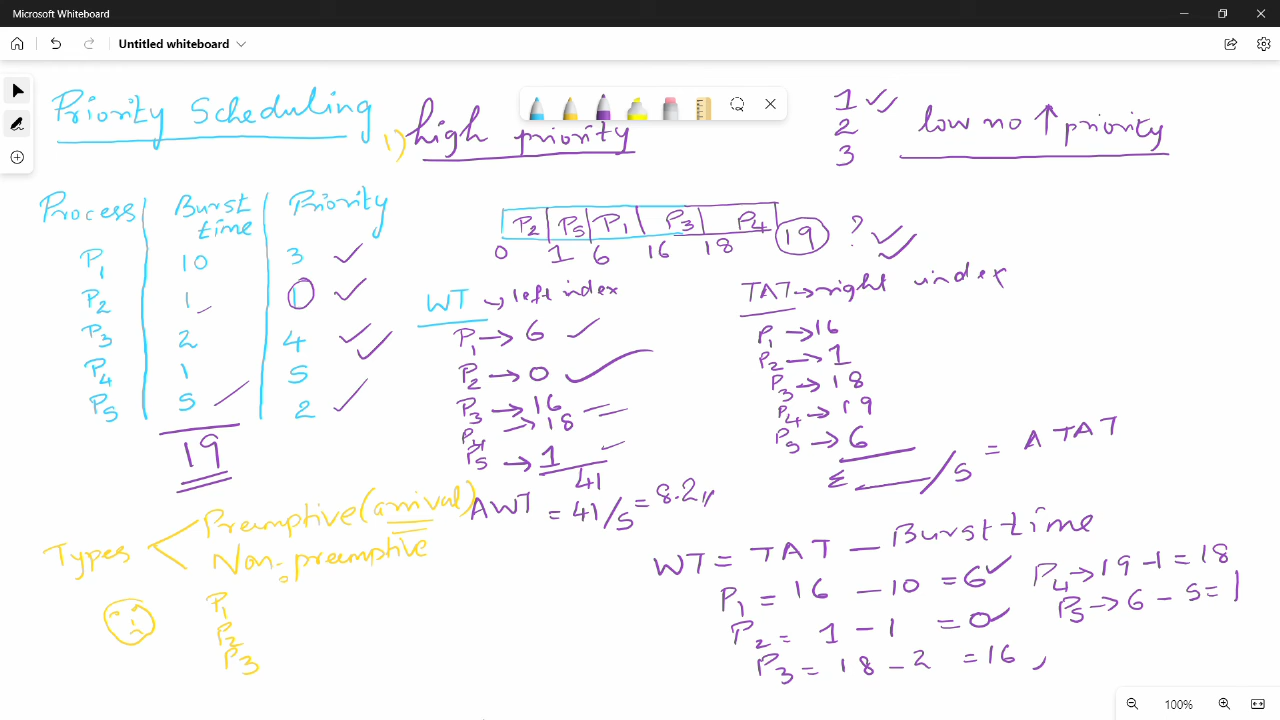 Microsoft Whiteboard
Untitled whiteboard
Priority Scheduling
1) high priority
1
2
3
low no ↑ priority
Process Burst time Priority
P1 10 3
P2 1 1
P3 2 4
P4 1 5
P5 5 2
19
P2 P5 P1 P3 P4
0 1 6 16 18 19 ?
WT → left index
P1 → 6
P2 → 0
P3 → 16
P4 → 18
P5 → 1
41
AWT = 41/5 = 8.2
TAT → right index
P1 → 16
P2 → 1
P3 → 18
P4 → 19
P5 → 6
Σ /5 = ATAT
Types
Preemptive (arrival)
Non-preemptive
P1
P2
P3
WT = TAT - Burst time
P1 = 16 - 10 = 6
P2 = 1 - 1 = 0
P3 = 18 - 2 = 16
P4 → 19 - 1 = 18
P5 → 6 - 5 = 1
100%